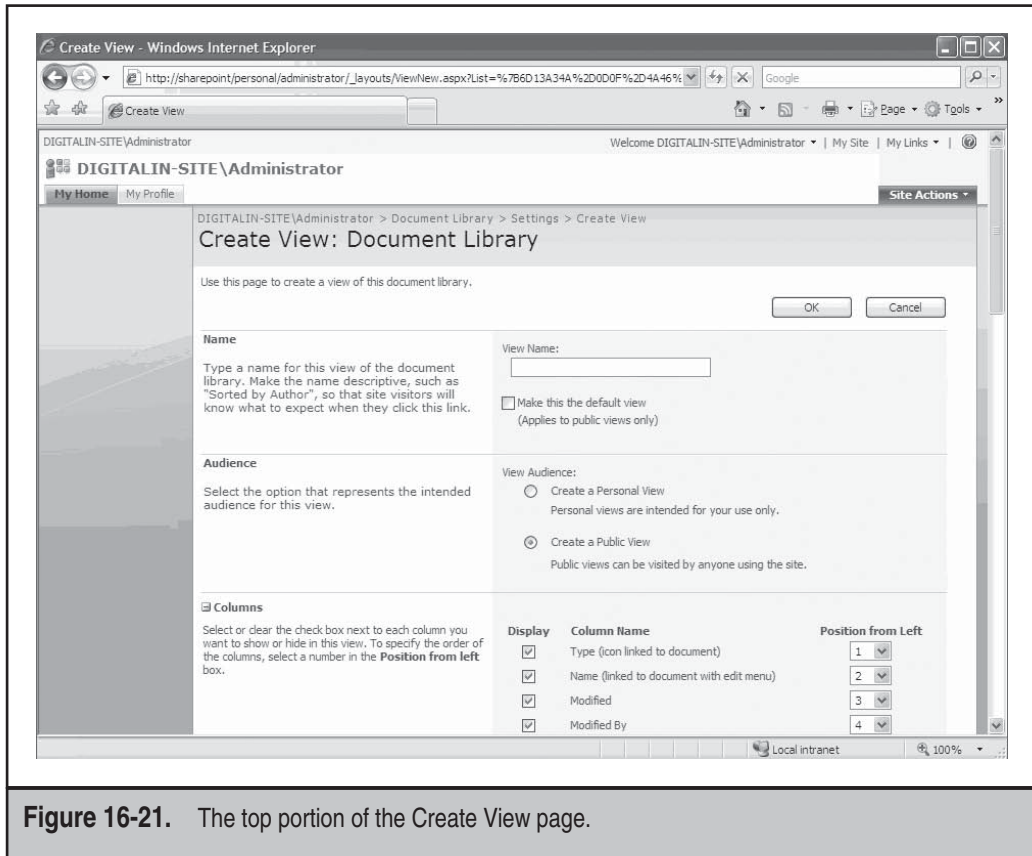 Create View - Windows Internet Explorer
http://sharepoint/personal/administrator/_layouts/ViewNew.aspx?List=%7B6D13A34A%2D0D0F%2D4A46%
Google
Create View
Page
Tools
»
DIGITALIN-SITE\Administrator
Welcome DIGITALIN-SITE\Administrator | My Site | My Links |
DIGITALIN-SITE\Administrator
My Home
My Profile
Site Actions
DIGITALIN-SITE\Administrator > Document Library > Settings > Create View
Create View: Document Library
Use this page to create a view of this document library.
OK
Cancel
Name
Type a name for this view of the document
library. Make the name descriptive, such as
"Sorted by Author", so that site visitors will
know what to expect when they click this link.
View Name:
Make this the default view
(Applies to public views only)
Audience
Select the option that represents the intended
audience for this view.
View Audience:
Create a Personal View
Personal views are intended for your use only.
Create a Public View
Public views can be visited by anyone using the site.
Columns
Select or clear the check box next to each column you
want to show or hide in this view. To specify the order of
the columns, select a number in the Position from left
box.
Display Column Name Position from Left
Type (icon linked to document) 1
Name (linked to document with edit menu) 2
Modified 3
Modified By 4
Local intranet
100%
Figure 16-21. The top portion of the Create View page.